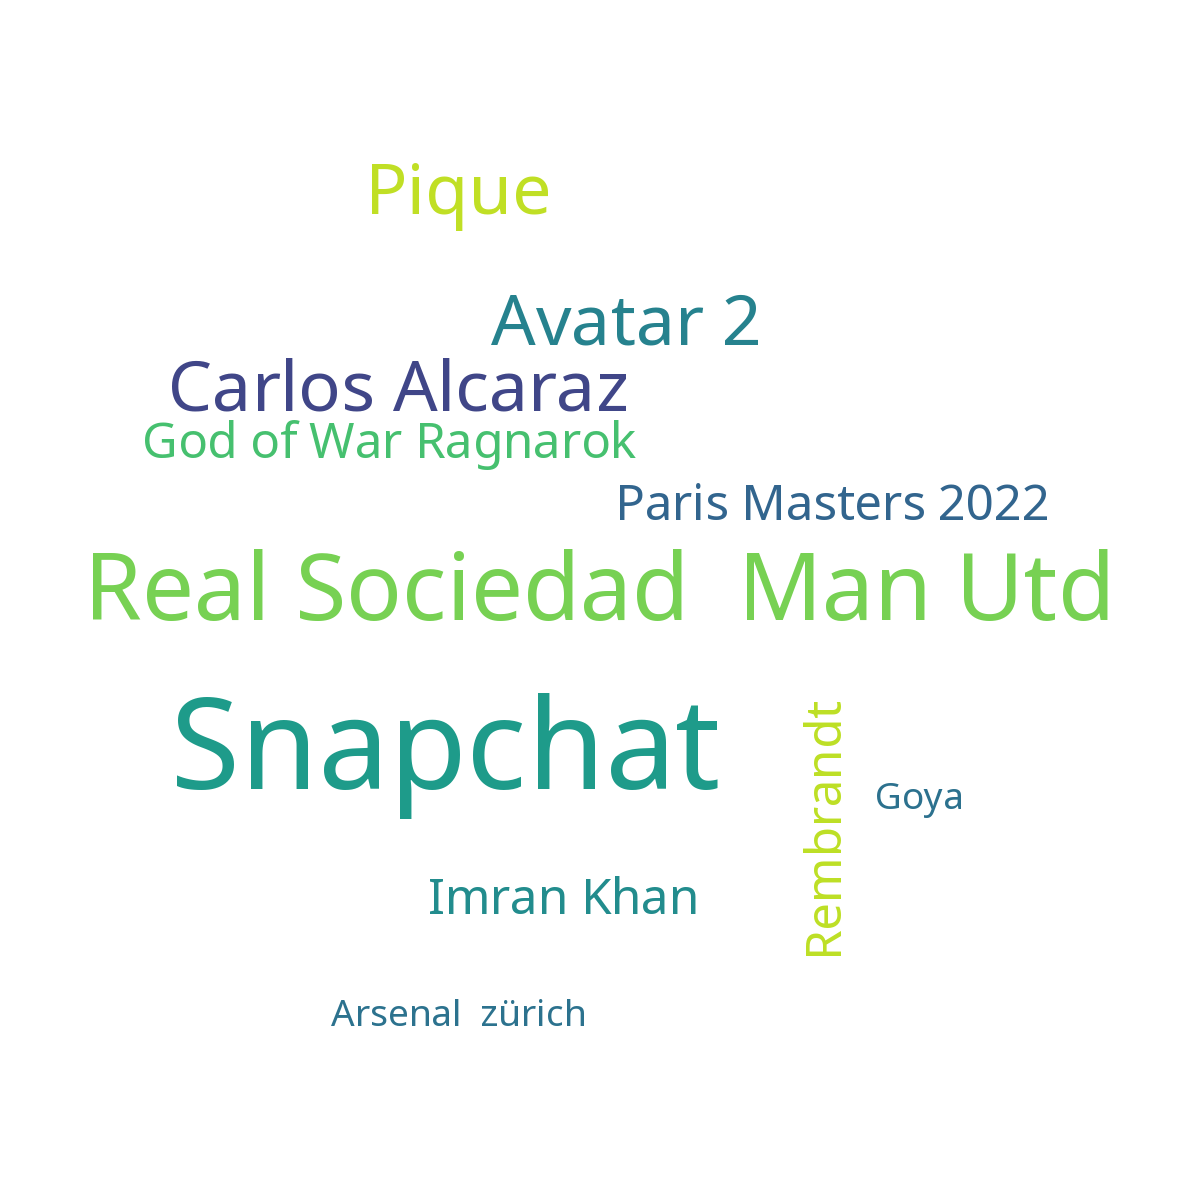 Pique
Avatar 2
Carlos Alcaraz
God of War Ragnarok
Paris Masters 2022
Real Sociedad  Man Utd
Snapchat
Rembrandt
Goya
Imran Khan
Arsenal  zürich